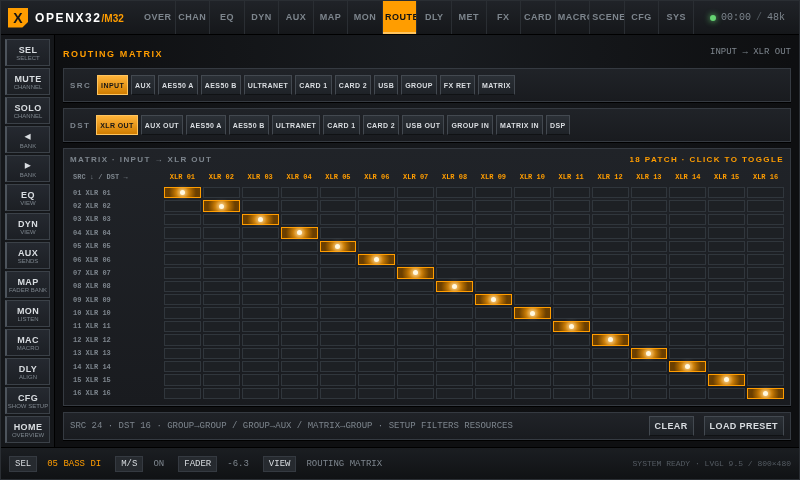 X OPENX32/M32 OVER CHAN EQ DYN AUX MAP MON ROUTE DLY MET FX CARD MACRO SCENE CFG SYS 00:00 / 48k
SEL
SELECT
MUTE
CHANNEL
SOLO
CHANNEL
◄
BANK
►
BANK
EQ
VIEW
DYN
VIEW
AUX
SENDS
MAP
FADER BANK
MON
LISTEN
MAC
MACRO
DLY
ALIGN
CFG
SHOW SETUP
HOME
OVERVIEW
ROUTING MATRIX INPUT → XLR OUT
SRC INPUT AUX AES50 A AES50 B ULTRANET CARD 1 CARD 2 USB GROUP FX RET MATRIX
DST XLR OUT AUX OUT AES50 A AES50 B ULTRANET CARD 1 CARD 2 USB OUT GROUP IN MATRIX IN DSP
MATRIX · INPUT → XLR OUT 18 PATCH · CLICK TO TOGGLE
SRC ↓ / DST → XLR 01 XLR 02 XLR 03 XLR 04 XLR 05 XLR 06 XLR 07 XLR 08 XLR 09 XLR 10 XLR 11 XLR 12 XLR 13 XLR 14 XLR 15 XLR 16
01 XLR 01
02 XLR 02
03 XLR 03
04 XLR 04
05 XLR 05
06 XLR 06
07 XLR 07
08 XLR 08
09 XLR 09
10 XLR 10
11 XLR 11
12 XLR 12
13 XLR 13
14 XLR 14
15 XLR 15
16 XLR 16
SRC 24 · DST 16 · GROUP→GROUP / GROUP→AUX / MATRIX→GROUP · SETUP FILTERS RESOURCES CLEAR LOAD PRESET
SEL 05 BASS DI M/S ON FADER -6.3 VIEW ROUTING MATRIX SYSTEM READY · LVGL 9.5 / 800×480